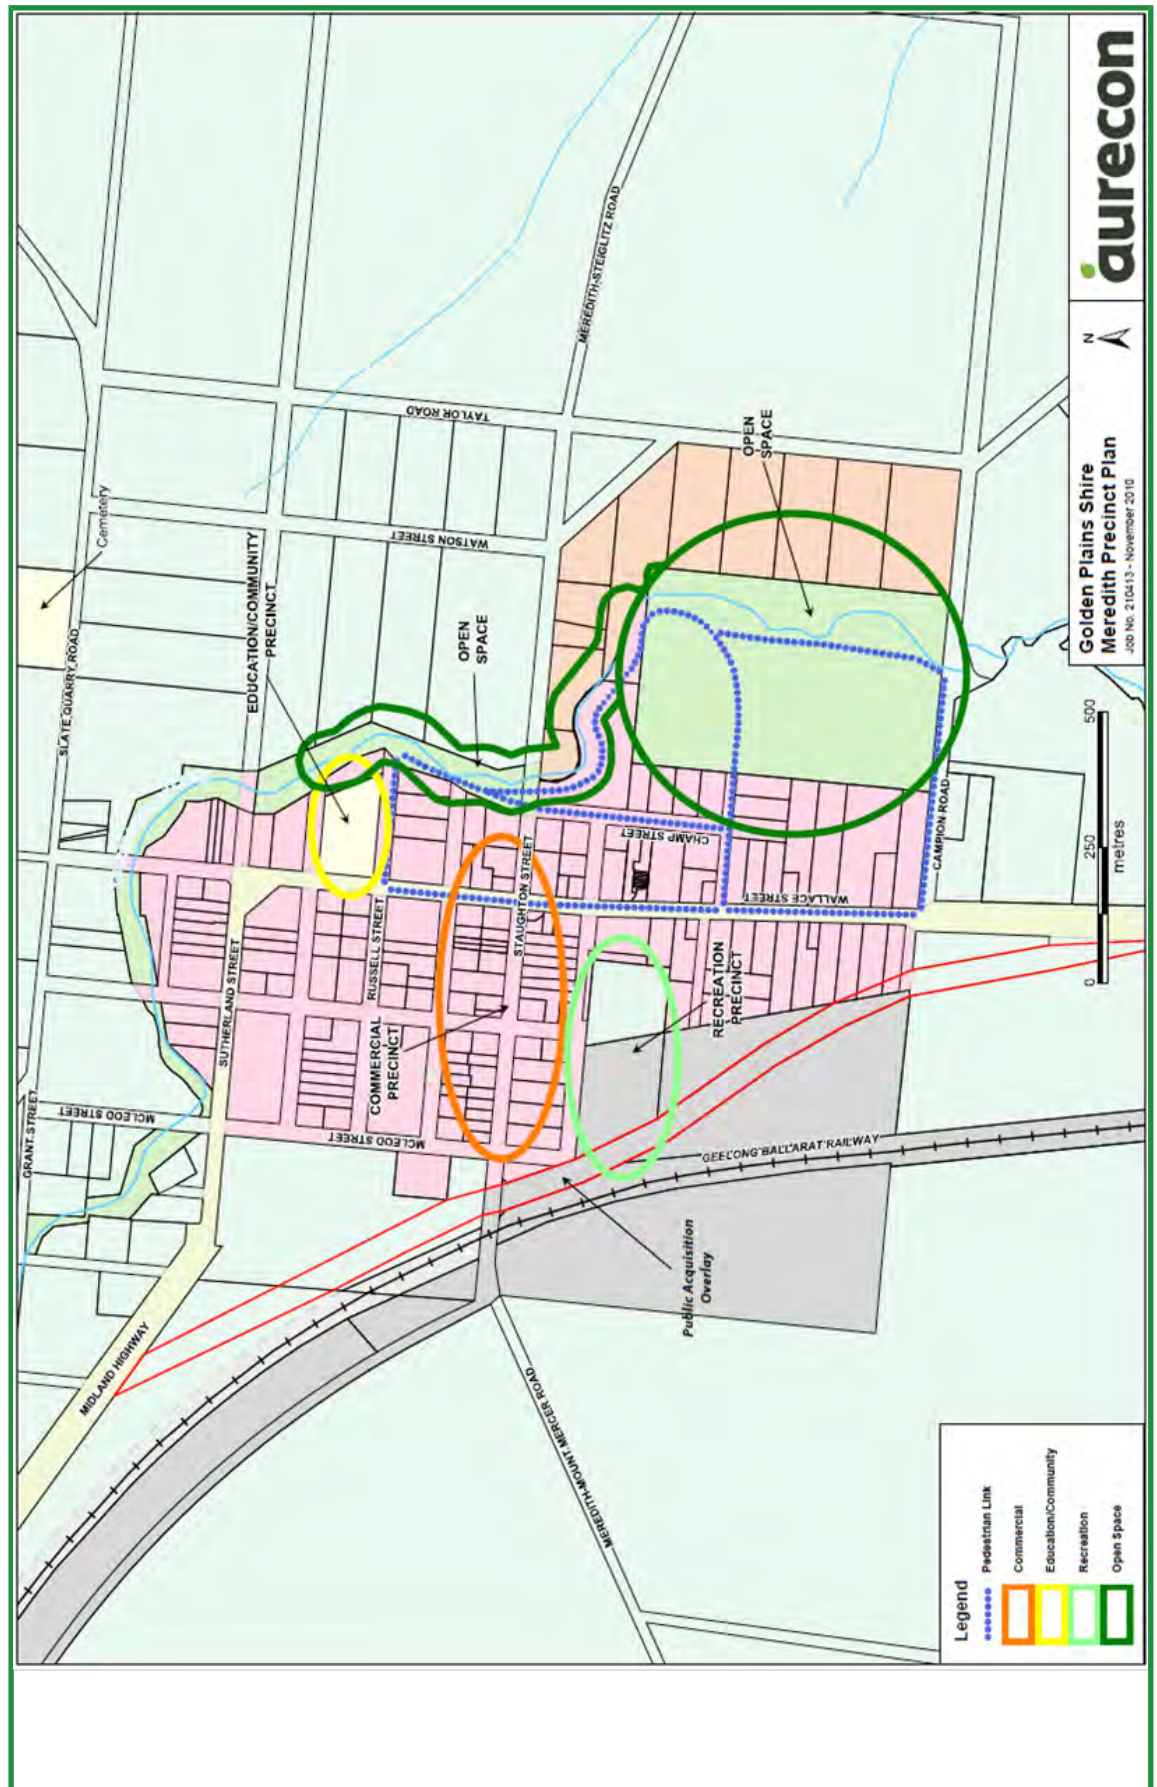 SLATE QUARRY ROAD
Cemetery
GRANT STREET
MCLEOD STREET
SUTHERLAND STREET
MIDLAND HIGHWAY
EDUCATION/COMMUNITY
PRECINCT
TAYLOR ROAD
WATSON STREET
OPEN
SPACE
RUSSELL STREET
COMMERCIAL
PRECINCT
MCLEOD STREET
STAUGHTON STREET
MEREDITH-STEIGLITZ ROAD
MEREDITH-MOUNT MERCER ROAD
CHAMP STREET
WALLACE STREET
RECREATION
PRECINCT
GEELONG BALLARAT RAILWAY
Public Acquisition
Overlay
OPEN
SPACE
CAMPION ROAD
Legend
Pedestrian Link
Commercial
Education/Community
Recreation
Open Space
0 250 500
metres
Golden Plains Shire
Meredith Precinct Plan
Job No. 210413 - November 2010
N
aurecon